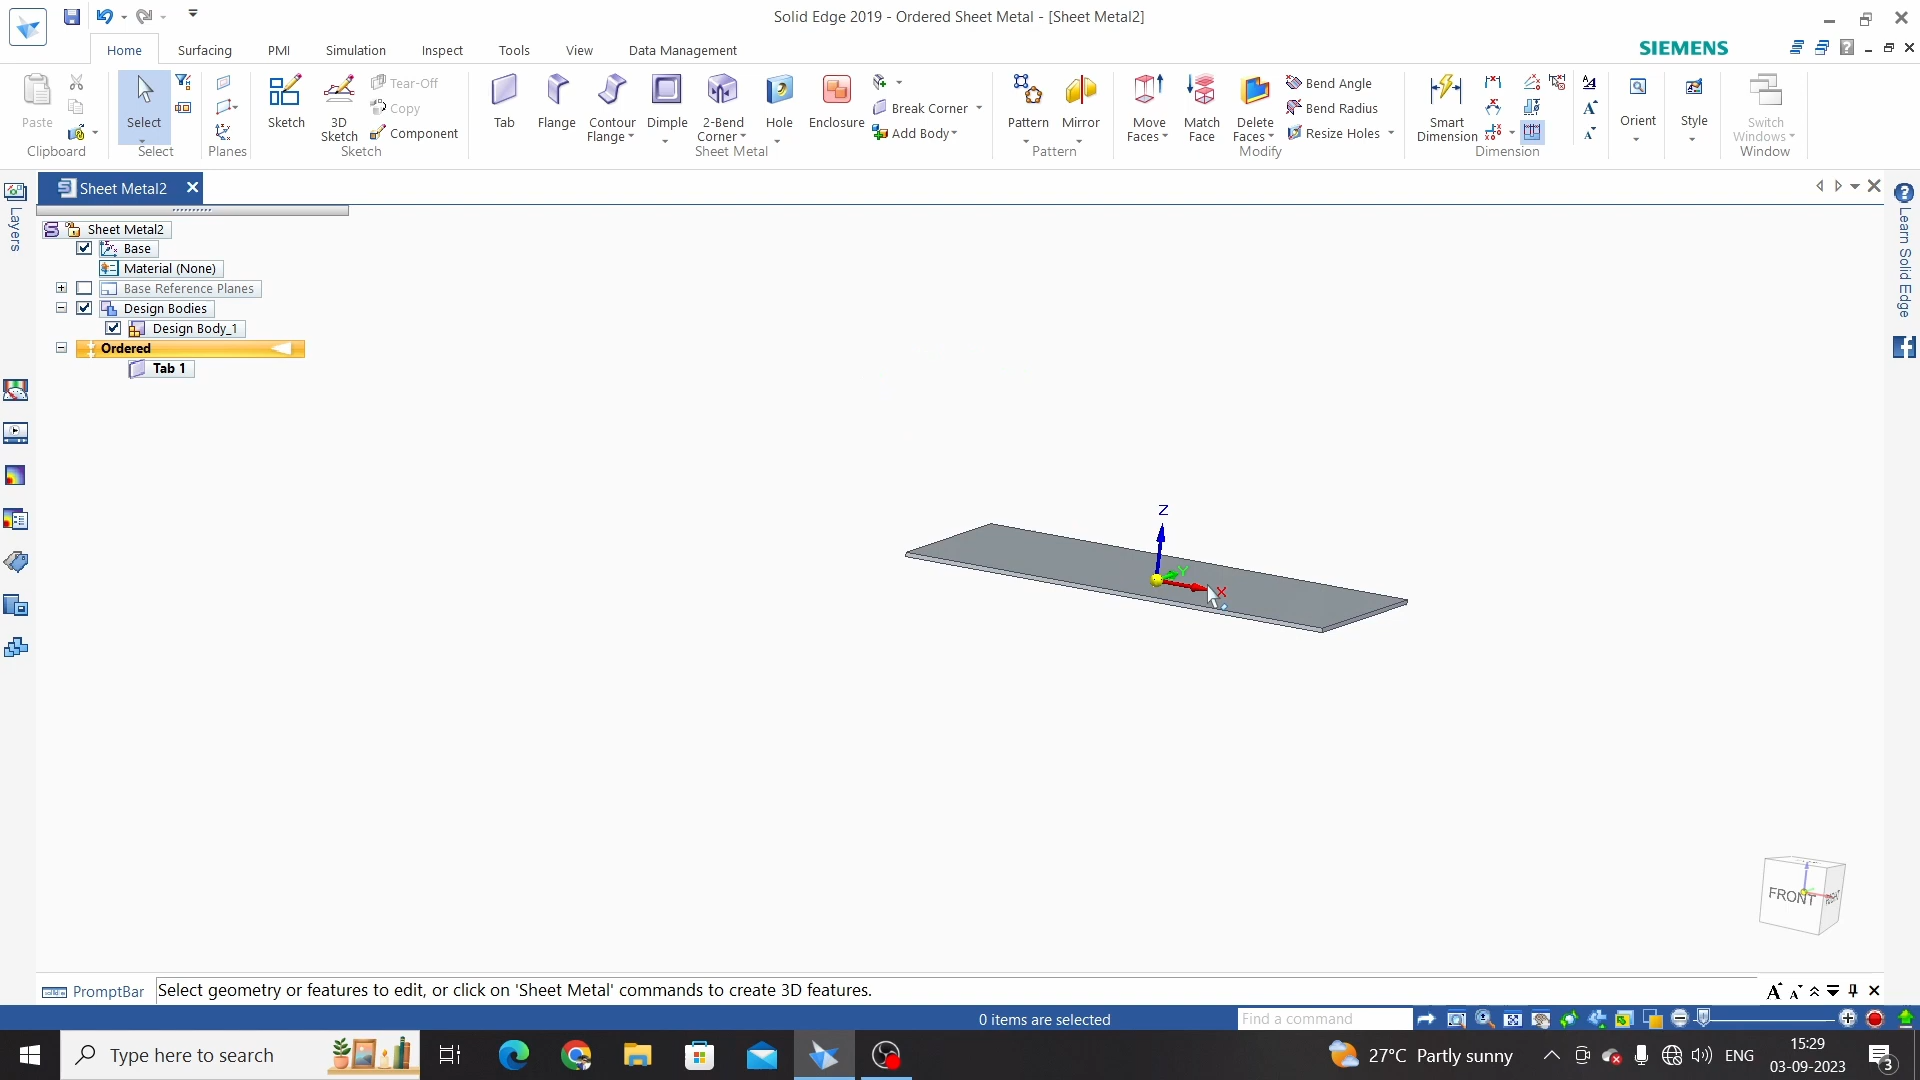 Solid Edge 2019 - Ordered Sheet Metal - [Sheet Metal2]
Home Surfacing PMI Simulation Inspect Tools View Data Management
SIEMENS
Paste
Clipboard
Select
Select
Planes
Sketch
3D Sketch
Tear-Off
Copy
Component
Sketch
Tab
Flange
Contour Flange
Dimple
2-Bend Corner
Hole
Enclosure
Break Corner
Add Body
Sheet Metal
Pattern
Mirror
Pattern
Move Faces
Match Face
Delete Faces
Bend Angle
Bend Radius
Resize Holes
Modify
Smart Dimension
Dimension
Orient
Style
Switch Windows
Window
Sheet Metal2
Layers
Learn Solid Edge
Sheet Metal2
Base
Material (None)
Base Reference Planes
Design Bodies
Design Body_1
Ordered
Tab 1
Z
Y
X
FRONT
PromptBar
Select geometry or features to edit, or click on 'Sheet Metal' commands to create 3D features.
0 items are selected
Find a command
Type here to search
27°C Partly sunny
ENG
15:29
03-09-2023
3